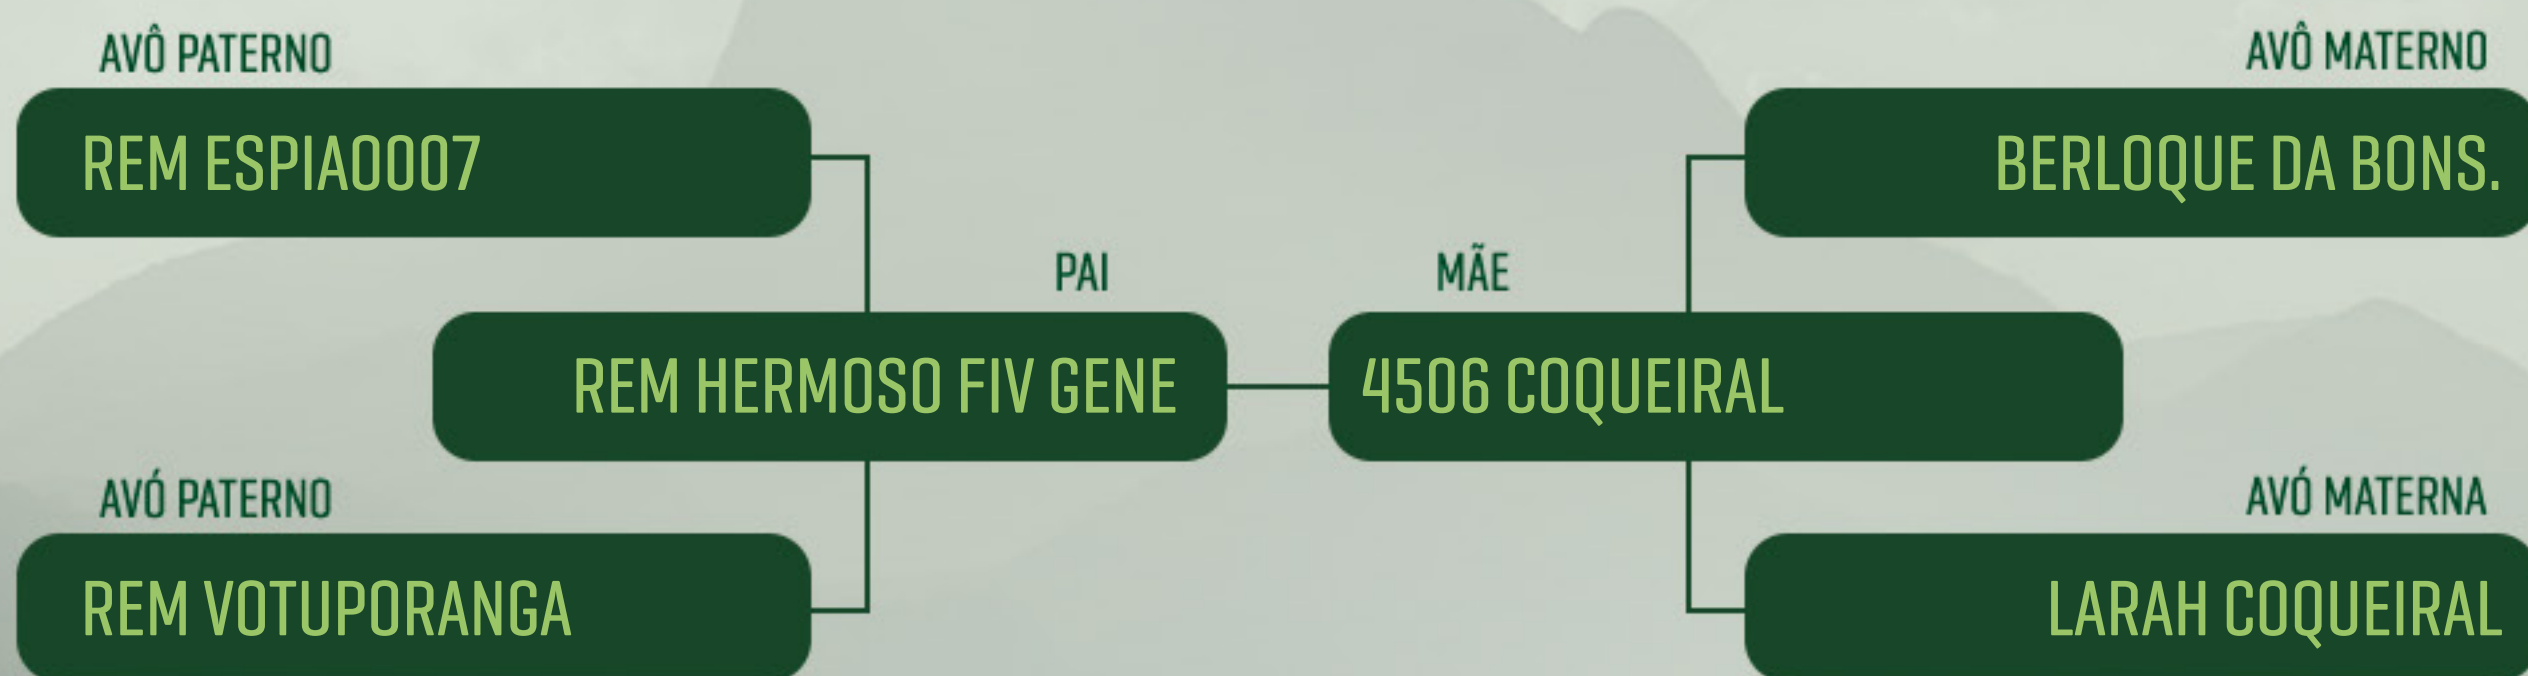 AVÔ PATERNO
AVÔ MATERNO
REM ESPIAO007
BERLOQUE DA BONS.
PAI
MÃE
REM HERMOSO FIV GENE
4506 COQUEIRAL
AVÓ PATERNO
AVÓ MATERNA
REM VOTUPORANGA
LARAH COQUEIRAL